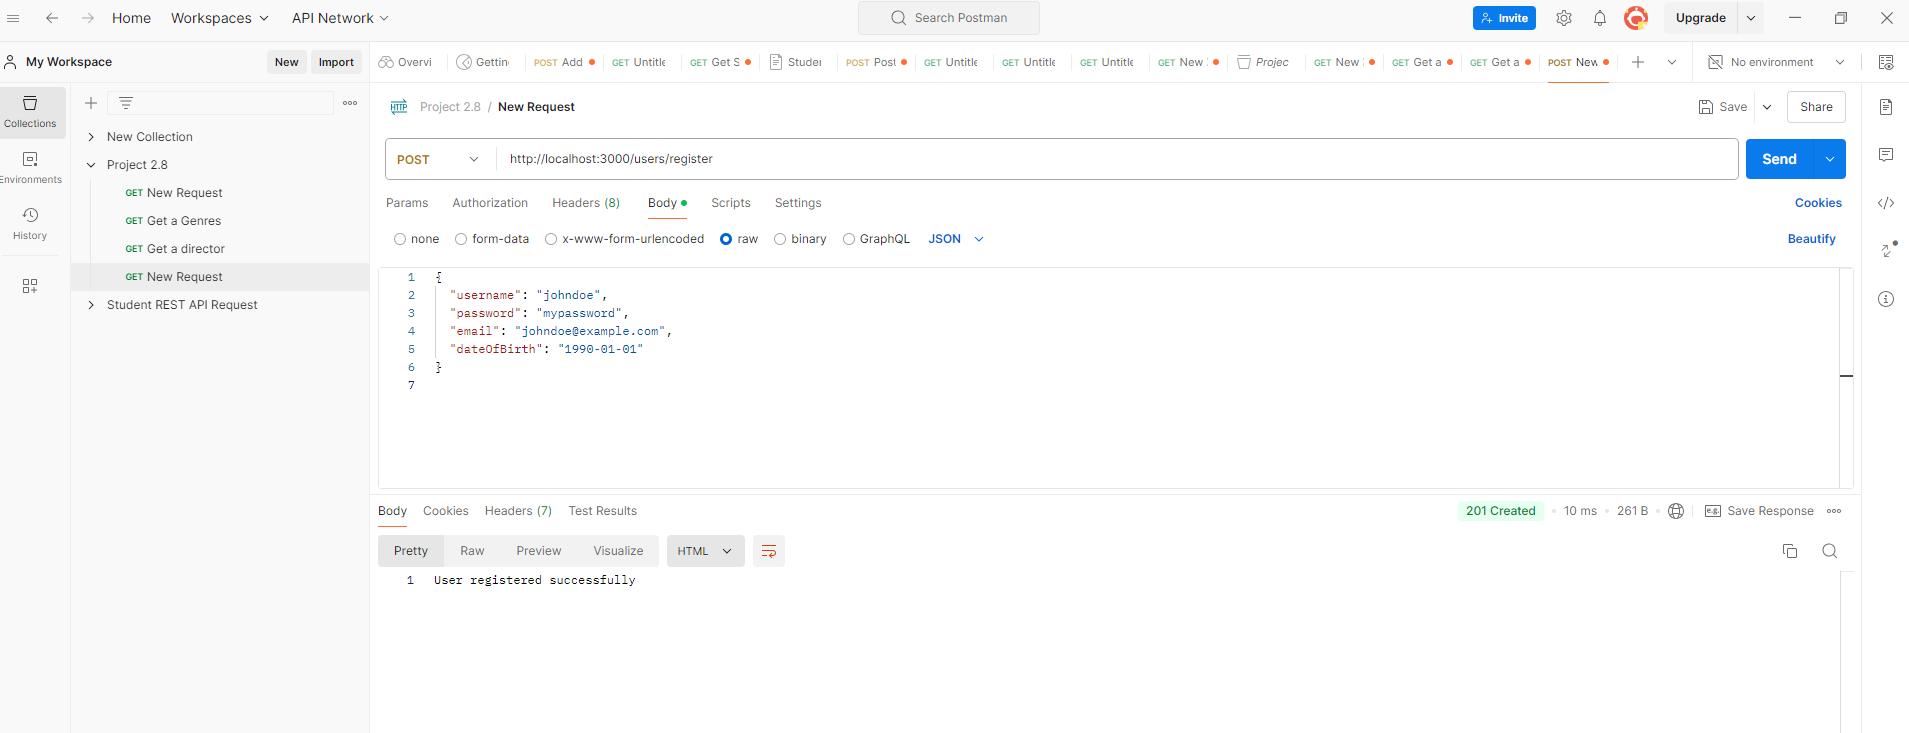 Home Workspaces API Network Search Postman Invite Upgrade
My Workspace New Import Overvi Gettin POST Add GET Untitle GET Get S Studer POST Post GET Untitle GET Untitle GET Untitle GET New Projec GET New GET Get a GET Get a POST New No environment
Collections
Environments
History
New Collection
Project 2.8
GET New Request
GET Get a Genres
GET Get a director
GET New Request
Student REST API Request
HTTP Project 2.8 / New Request Save Share
POST http://localhost:3000/users/register Send
Params Authorization Headers (8) Body Scripts Settings Cookies
none form-data x-www-form-urlencoded raw binary GraphQL JSON Beautify
1 {
2 "username": "johndoe",
3 "password": "mypassword",
4 "email": "johndoe@example.com",
5 "dateOfBirth": "1990-01-01"
6 }
7
Body Cookies Headers (7) Test Results 201 Created 10 ms 261 B e.g. Save Response
Pretty Raw Preview Visualize HTML
1 User registered successfully